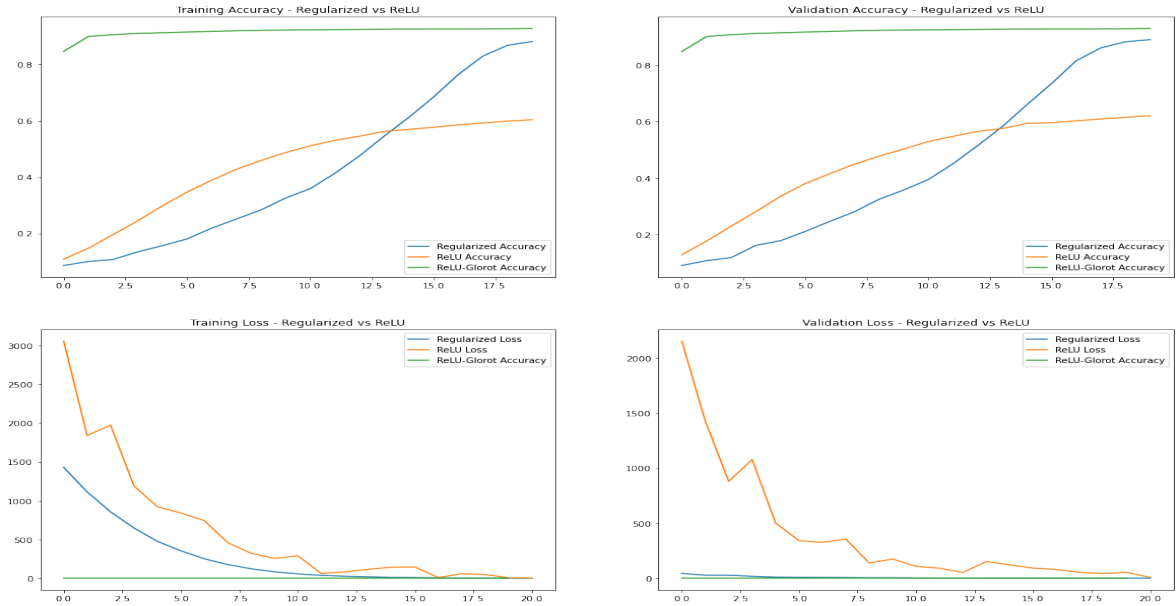 Training Accuracy - Regularized vs ReLU
0.8
0.6
0.4
0.2
Regularized Accuracy
ReLU Accuracy
ReLU-Glorot Accuracy
0.0 2.5 5.0 7.5 10.0 12.5 15.0 17.5
Validation Accuracy - Regularized vs ReLU
0.8
0.6
0.4
0.2
Regularized Accuracy
ReLU Accuracy
ReLU-Glorot Accuracy
0.0 2.5 5.0 7.5 10.0 12.5 15.0 17.5
Training Loss - Regularized vs ReLU
Regularized Loss
ReLU Loss
ReLU-Glorot Accuracy
3000
2500
2000
1500
1000
500
0
0.0 2.5 5.0 7.5 10.0 12.5 15.0 17.5 20.0
Validation Loss - Regularized vs ReLU
Regularized Loss
ReLU Loss
ReLU-Glorot Accuracy
2000
1500
1000
500
0
0.0 2.5 5.0 7.5 10.0 12.5 15.0 17.5 20.0